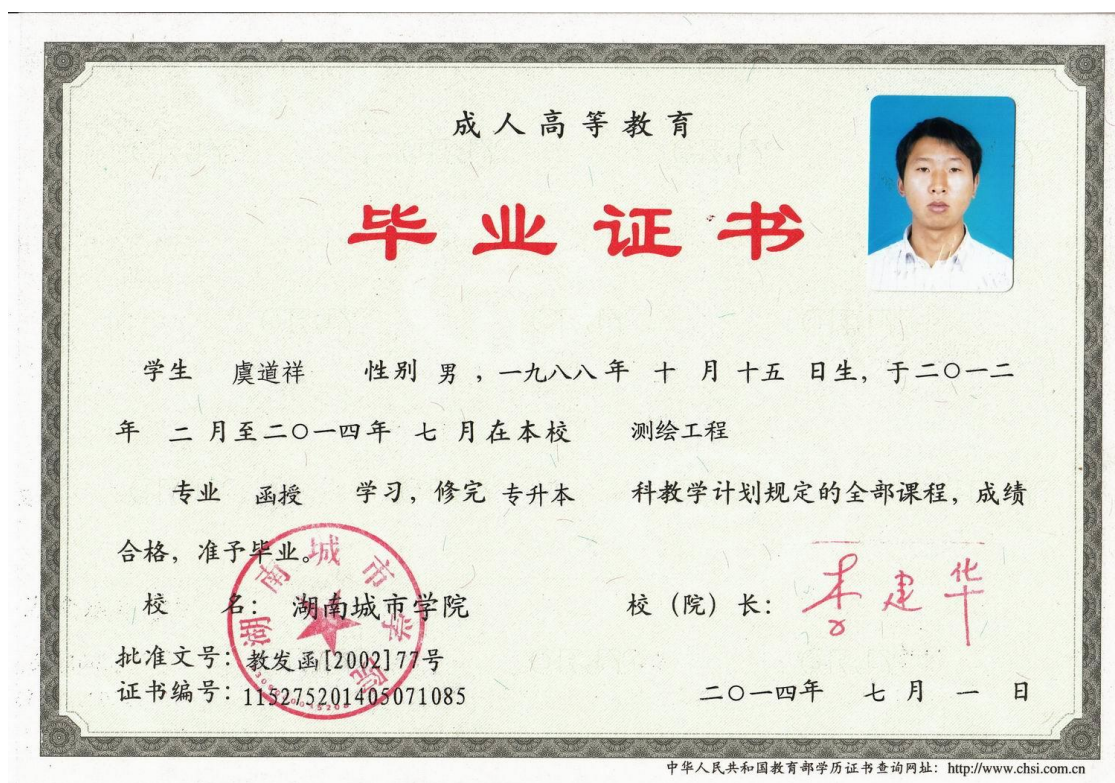 成人高等教育
毕业证书
学生 虞道祥 性别 男 ，一九八八年 十 月 十五 日生，于二〇一二
年 二 月至二〇一四年 七 月在本校 测绘工程
专业 函授 学习，修完 专升本 科教学计划规定的全部课程，成绩
合格，准予毕业。
校 名： 湖南城市学院 校（院）长： 李建华
批准文号：教发函[2002]77号
证书编号：115275201405071085 二〇一四年 七 月 一 日
湖南城市学院
中华人民共和国教育部学历证书查询网址：http://www.chsi.com.cn